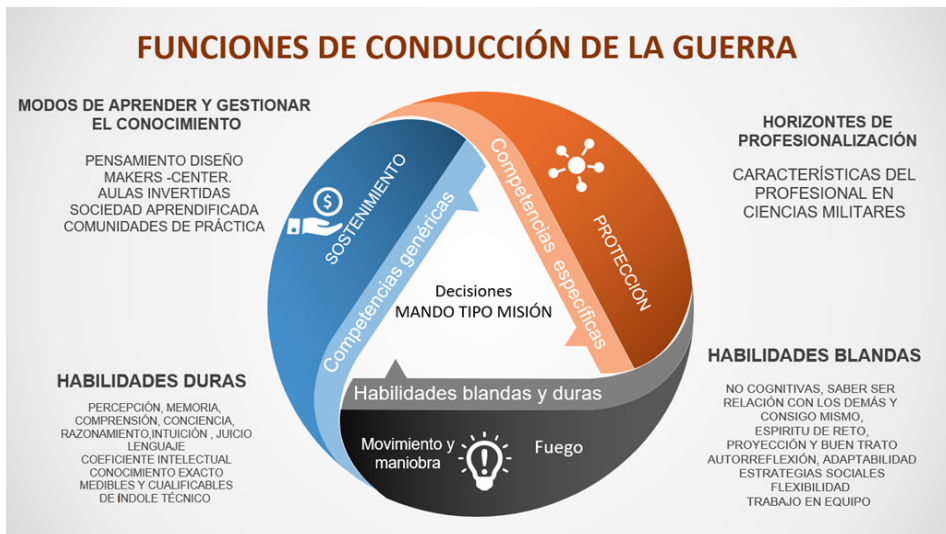 FUNCIONES DE CONDUCCIÓN DE LA GUERRA
MODOS DE APRENDER Y GESTIONAR
EL CONOCIMIENTO
PENSAMIENTO DISEÑO
MAKERS -CENTER.
AULAS INVERTIDAS
SOCIEDAD APRENDIFICADA
COMUNIDADES DE PRÁCTICA
HORIZONTES DE
PROFESIONALIZACIÓN
CARACTERÍSTICAS DEL
PROFESIONAL EN
CIENCIAS MILITARES
$
SOSTENIMIENTO
Competencias genéricas
Competencias específicas
PROTECCIÓN
Decisiones
MANDO TIPO MISIÓN
Habilidades blandas y duras
Movimiento y
maniobra
Fuego
HABILIDADES DURAS
PERCEPCIÓN, MEMORIA,
COMPRENSIÓN, CONCIENCIA,
RAZONAMIENTO,INTUICIÓN , JUICIO
LENGUAJE
COEFICIENTE INTELECTUAL
CONOCIMIENTO EXACTO
MEDIBLES Y CUALIFICABLES
DE ÍNDOLE TÉCNICO
HABILIDADES BLANDAS
NO COGNITIVAS, SABER SER
RELACIÓN CON LOS DEMÁS Y
CONSIGO MISMO,
ESPIRITU DE RETO,
PROYECCIÓN Y BUEN TRATO
AUTORREFLEXIÓN, ADAPTABILIDAD
ESTRATEGIAS SOCIALES
FLEXIBILIDAD
TRABAJO EN EQUIPO